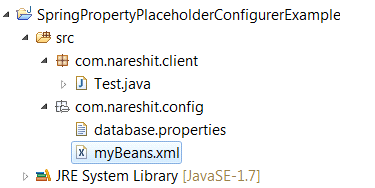 SpringPropertyPlaceholderConfigurerExample
src
com.nareshit.client
Test.java
com.nareshit.config
database.properties
myBeans.xml
JRE System Library [JavaSE-1.7]